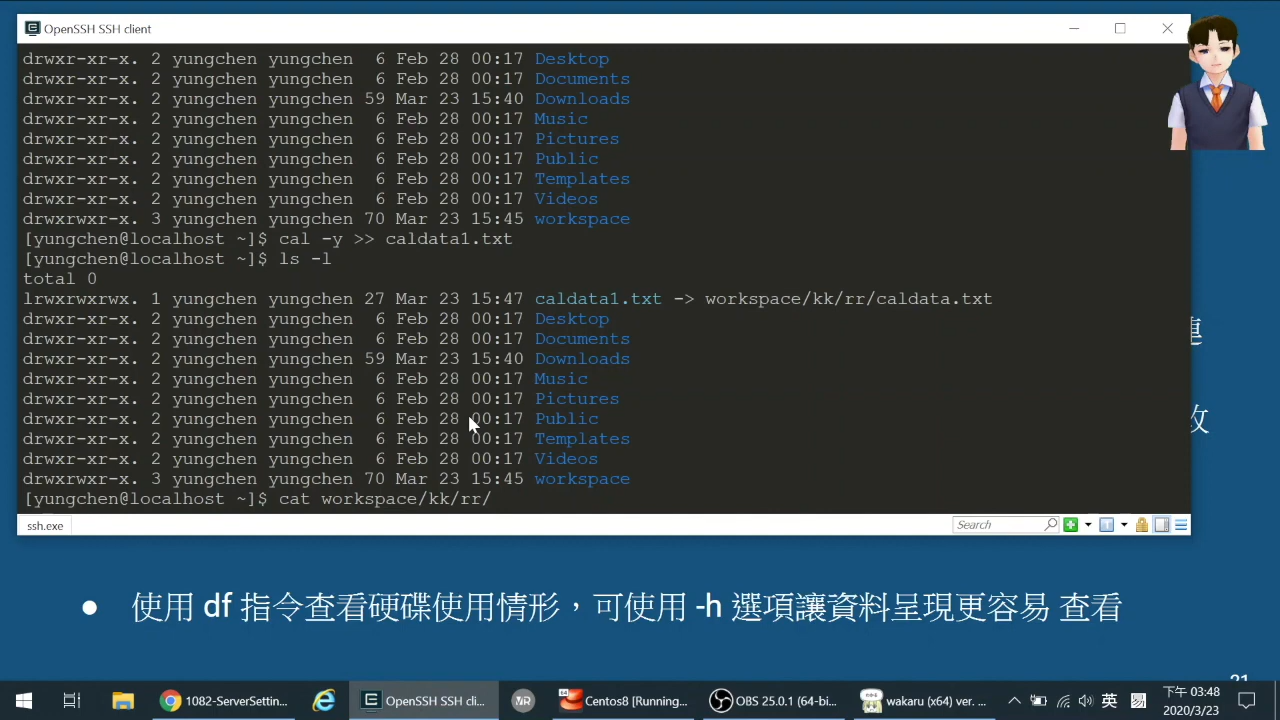 OpenSSH SSH client
drwxr-xr-x. 2 yungchen yungchen  6 Feb 28 00:17 Desktop
drwxr-xr-x. 2 yungchen yungchen  6 Feb 28 00:17 Documents
drwxr-xr-x. 2 yungchen yungchen 59 Mar 23 15:40 Downloads
drwxr-xr-x. 2 yungchen yungchen  6 Feb 28 00:17 Music
drwxr-xr-x. 2 yungchen yungchen  6 Feb 28 00:17 Pictures
drwxr-xr-x. 2 yungchen yungchen  6 Feb 28 00:17 Public
drwxr-xr-x. 2 yungchen yungchen  6 Feb 28 00:17 Templates
drwxr-xr-x. 2 yungchen yungchen  6 Feb 28 00:17 Videos
drwxrwxr-x. 3 yungchen yungchen 70 Mar 23 15:45 workspace
[yungchen@localhost ~]$ cal -y >> caldata1.txt
[yungchen@localhost ~]$ ls -l
total 0
lrwxrwxrwx. 1 yungchen yungchen 27 Mar 23 15:47 caldata1.txt -> workspace/kk/rr/caldata.txt
drwxr-xr-x. 2 yungchen yungchen  6 Feb 28 00:17 Desktop
drwxr-xr-x. 2 yungchen yungchen  6 Feb 28 00:17 Documents
drwxr-xr-x. 2 yungchen yungchen 59 Mar 23 15:40 Downloads
drwxr-xr-x. 2 yungchen yungchen  6 Feb 28 00:17 Music
drwxr-xr-x. 2 yungchen yungchen  6 Feb 28 00:17 Pictures
drwxr-xr-x. 2 yungchen yungchen  6 Feb 28 00:17 Public
drwxr-xr-x. 2 yungchen yungchen  6 Feb 28 00:17 Templates
drwxr-xr-x. 2 yungchen yungchen  6 Feb 28 00:17 Videos
drwxrwxr-x. 3 yungchen yungchen 70 Mar 23 15:45 workspace
[yungchen@localhost ~]$ cat workspace/kk/rr/
ssh.exe
Search
● 使用 df 指令查看硬碟使用情形，可使用 -h 選項讓資料呈現更容易 查看
1082-ServerSettin...
OpenSSH SSH cli...
Centos8 [Running...
OBS 25.0.1 (64-bi...
wakaru (x64) ver. ...
英
下午 03:48
2020/3/23